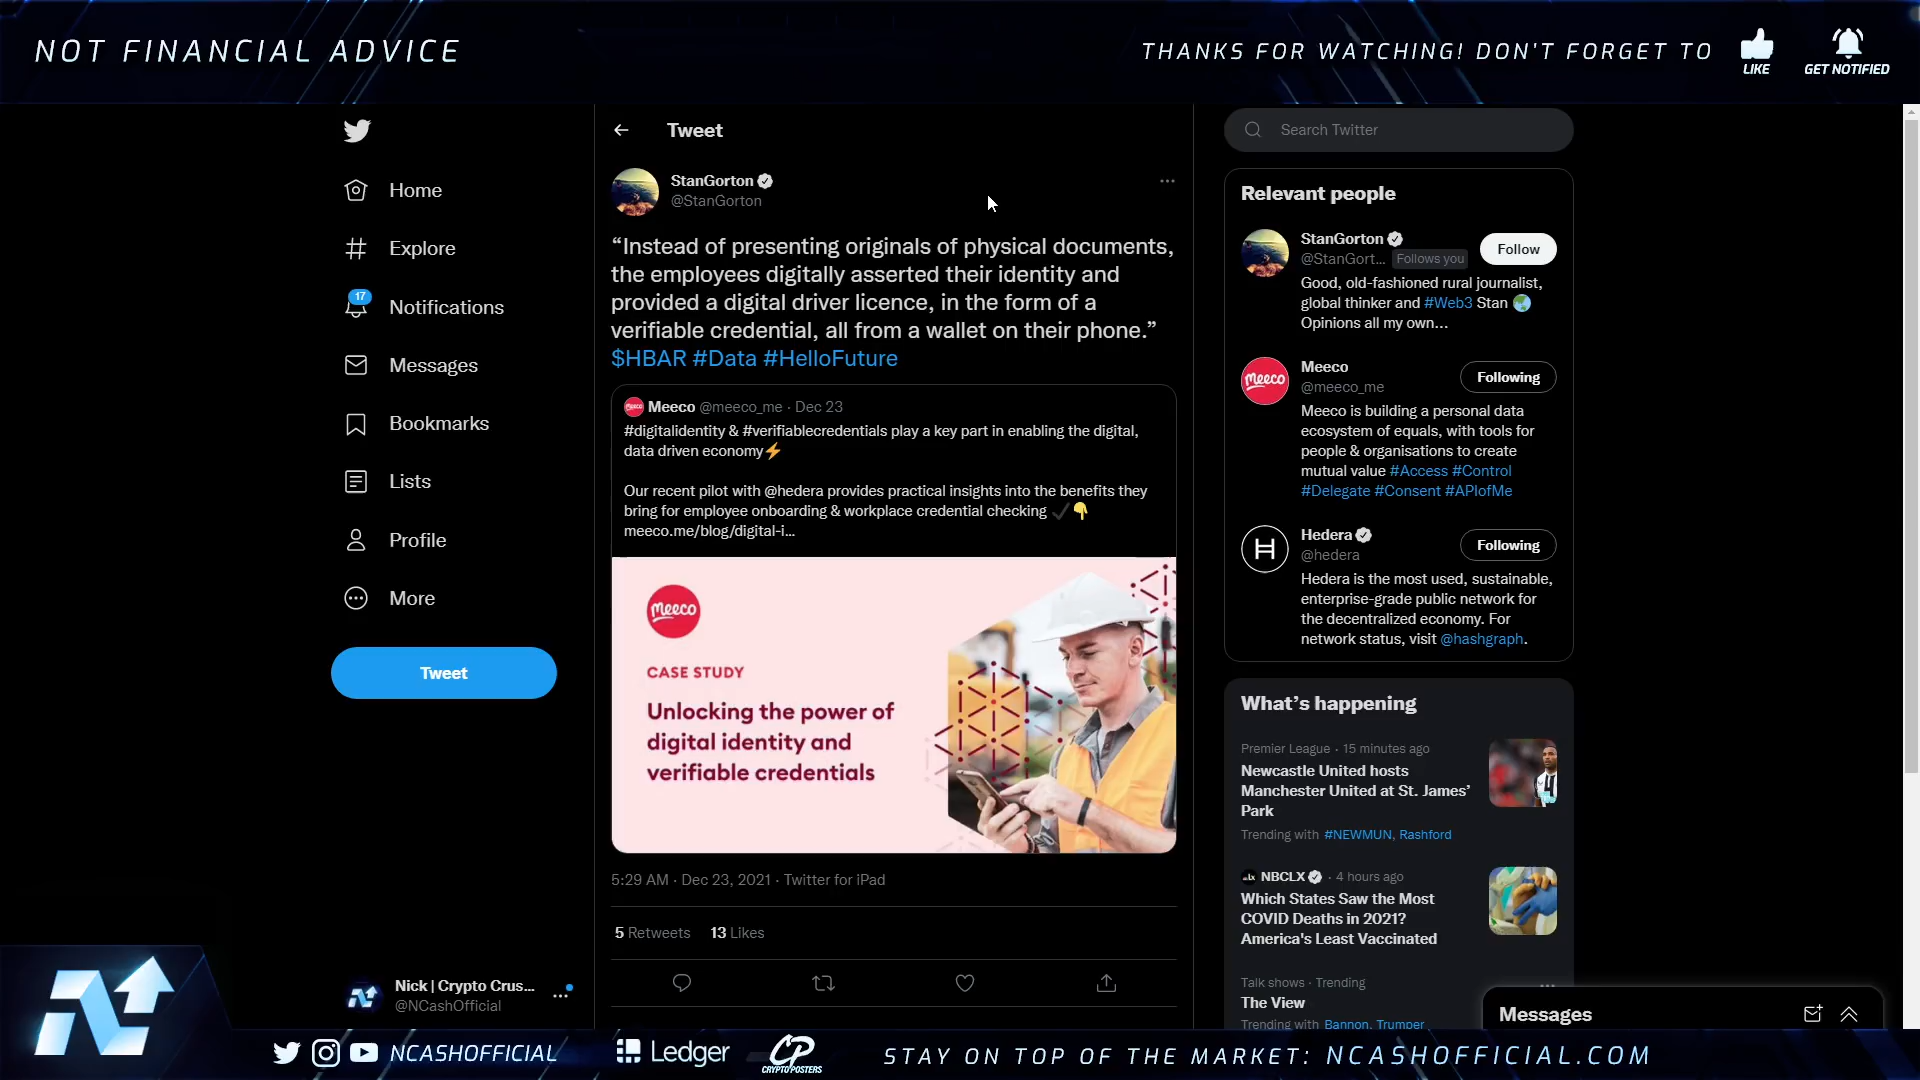 NOT FINANCIAL ADVICE
THANKS FOR WATCHING! DON'T FORGET TO
LIKE
GET NOTIFIED
Home
Explore
17
Notifications
Messages
Bookmarks
Lists
Profile
More
Tweet
Nick | Crypto Crus...
@NCashOfficial
Tweet
StanGorton
@StanGorton
“Instead of presenting originals of physical documents,
the employees digitally asserted their identity and
provided a digital driver licence, in the form of a
verifiable credential, all from a wallet on their phone.”
$HBAR #Data #HelloFuture
Meeco @meeco_me · Dec 23
#digitalidentity & #verifiablecredentials play a key part in enabling the digital,
data driven economy⚡
Our recent pilot with @hedera provides practical insights into the benefits they
bring for employee onboarding & workplace credential checking ✔👇
meeco.me/blog/digital-i...
meeco
CASE STUDY
Unlocking the power of
digital identity and
verifiable credentials
5:29 AM · Dec 23, 2021 · Twitter for iPad
5 Retweets 13 Likes
Search Twitter
Relevant people
StanGorton
@StanGort... Follows you
Follow
Good, old-fashioned rural journalist,
global thinker and #Web3 Stan 🌏
Opinions all my own...
meeco
Meeco
@meeco_me
Following
Meeco is building a personal data
ecosystem of equals, with tools for
people & organisations to create
mutual value #Access #Control
#Delegate #Consent #APIofMe
H
Hedera
@hedera
Following
Hedera is the most used, sustainable,
enterprise-grade public network for
the decentralized economy. For
network status, visit @hashgraph.
What’s happening
Premier League · 15 minutes ago
Newcastle United hosts
Manchester United at St. James’
Park
Trending with #NEWMUN, Rashford
NBCLX · 4 hours ago
Which States Saw the Most
COVID Deaths in 2021?
America's Least Vaccinated
Talk shows · Trending
The View
Trending with Bannon, Trumper
Messages
NCASHOFFICIAL
Ledger
CP
CRYPTOPOSTERS
STAY ON TOP OF THE MARKET: NCASHOFFICIAL.COM